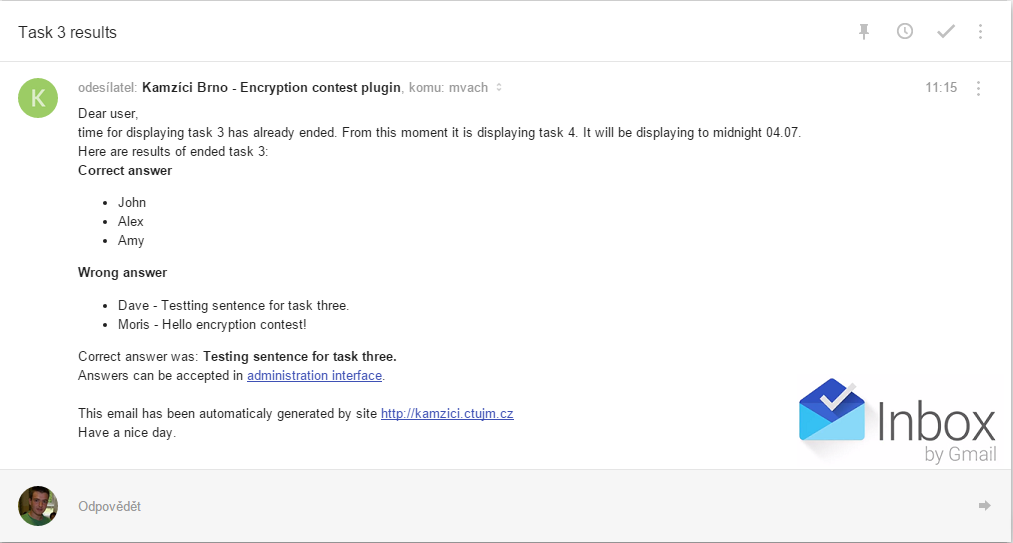 Task 3 results
K
odesílatel: Kamzíci Brno - Encryption contest plugin, komu: mvach
11:15
Dear user,
time for displaying task 3 has already ended. From this moment it is displaying task 4. It will be displaying to midnight 04.07.
Here are results of ended task 3:
Correct answer
John
Alex
Amy
Wrong answer
Dave - Testting sentence for task three.
Moris - Hello encryption contest!
Correct answer was: Testing sentence for task three.
Answers can be accepted in administration interface.
This email has been automaticaly generated by site http://kamzici.ctujm.cz
Have a nice day.
Inbox
by Gmail
Odpovědět